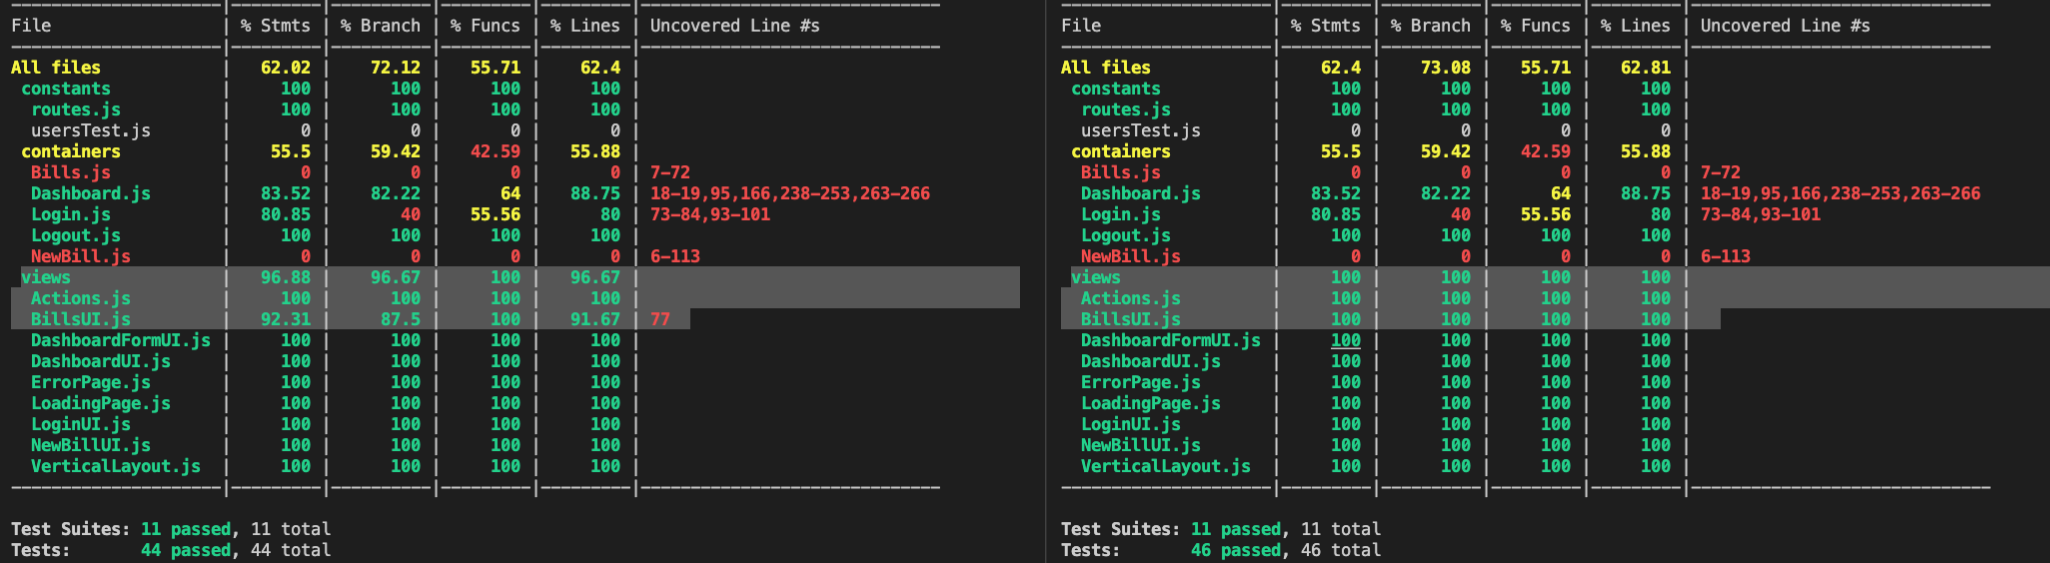 File | % Stmts | % Branch | % Funcs | % Lines | Uncovered Line #s
All files | 62.02 | 72.12 | 55.71 | 62.4 |
constants | 100 | 100 | 100 | 100 |
routes.js | 100 | 100 | 100 | 100 |
usersTest.js | 0 | 0 | 0 | 0 |
containers | 55.5 | 59.42 | 42.59 | 55.88 |
Bills.js | 0 | 0 | 0 | 0 | 7-72
Dashboard.js | 83.52 | 82.22 | 64 | 88.75 | 18-19,95,166,238-253,263-266
Login.js | 80.85 | 40 | 55.56 | 80 | 73-84,93-101
Logout.js | 100 | 100 | 100 | 100 |
NewBill.js | 0 | 0 | 0 | 0 | 6-113
views | 96.88 | 96.67 | 100 | 96.67 |
Actions.js | 100 | 100 | 100 | 100 |
BillsUI.js | 92.31 | 87.5 | 100 | 91.67 | 77
DashboardFormUI.js | 100 | 100 | 100 | 100 |
DashboardUI.js | 100 | 100 | 100 | 100 |
ErrorPage.js | 100 | 100 | 100 | 100 |
LoadingPage.js | 100 | 100 | 100 | 100 |
LoginUI.js | 100 | 100 | 100 | 100 |
NewBillUI.js | 100 | 100 | 100 | 100 |
VerticalLayout.js | 100 | 100 | 100 | 100 |
Test Suites: 11 passed, 11 total
Tests: 44 passed, 44 total
File | % Stmts | % Branch | % Funcs | % Lines | Uncovered Line #s
All files | 62.4 | 73.08 | 55.71 | 62.81 |
constants | 100 | 100 | 100 | 100 |
routes.js | 100 | 100 | 100 | 100 |
usersTest.js | 0 | 0 | 0 | 0 |
containers | 55.5 | 59.42 | 42.59 | 55.88 |
Bills.js | 0 | 0 | 0 | 0 | 7-72
Dashboard.js | 83.52 | 82.22 | 64 | 88.75 | 18-19,95,166,238-253,263-266
Login.js | 80.85 | 40 | 55.56 | 80 | 73-84,93-101
Logout.js | 100 | 100 | 100 | 100 |
NewBill.js | 0 | 0 | 0 | 0 | 6-113
views | 100 | 100 | 100 | 100 |
Actions.js | 100 | 100 | 100 | 100 |
BillsUI.js | 100 | 100 | 100 | 100 |
DashboardFormUI.js | 100 | 100 | 100 | 100 |
DashboardUI.js | 100 | 100 | 100 | 100 |
ErrorPage.js | 100 | 100 | 100 | 100 |
LoadingPage.js | 100 | 100 | 100 | 100 |
LoginUI.js | 100 | 100 | 100 | 100 |
NewBillUI.js | 100 | 100 | 100 | 100 |
VerticalLayout.js | 100 | 100 | 100 | 100 |
Test Suites: 11 passed, 11 total
Tests: 46 passed, 46 total